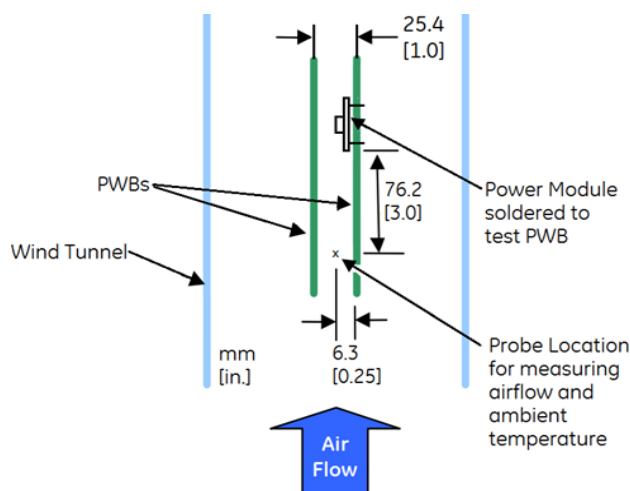 25.4
[1.0]
PWBs
76.2
[3.0]
Power Module
soldered to
test PWB
Wind Tunnel
x
mm
[in.]
6.3
[0.25]
Probe Location
for measuring
airflow and
ambient
temperature
Air
Flow